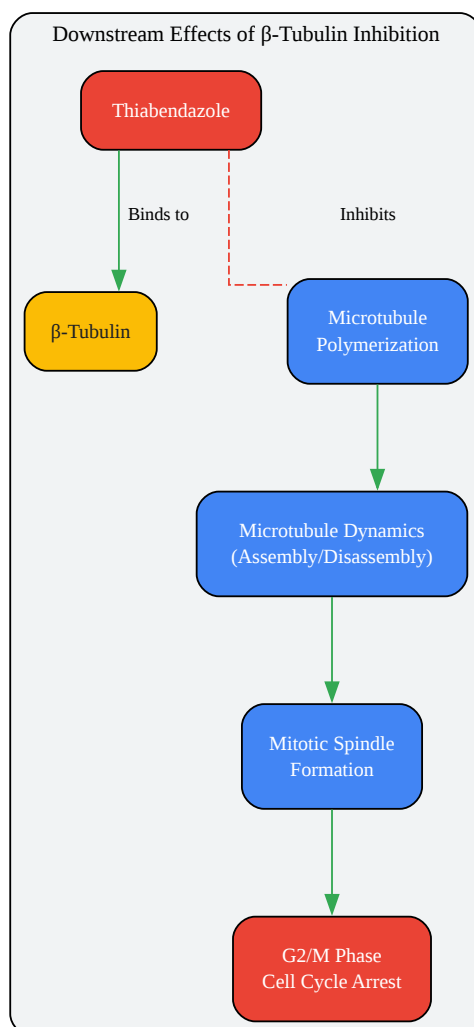 Downstream Effects of β-Tubulin Inhibition
Thiabendazole
Binds to
Inhibits
β-Tubulin
Microtubule
Polymerization
Microtubule Dynamics
(Assembly/Disassembly)
Mitotic Spindle
Formation
G2/M Phase
Cell Cycle Arrest